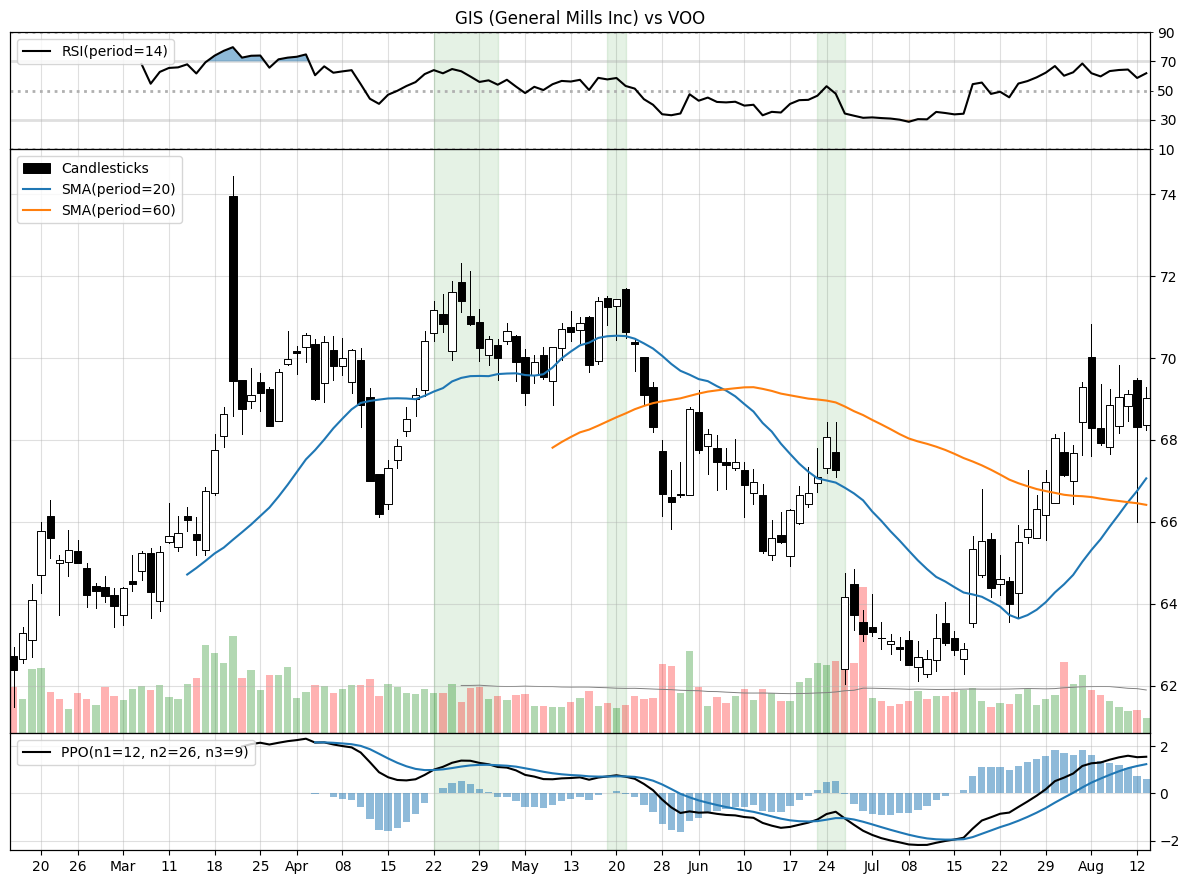 GIS (General Mills Inc) vs VOO
RSI(period=14)
90
70
50
30
10
Candlesticks
SMA(period=20)
SMA(period=60)
74
72
70
68
66
64
62
PPO(n1=12, n2=26, n3=9)
2
0
−2
20 26 Mar 11 18 25 Apr 08 15 22 29 May 13 20 28 Jun 10 17 24 Jul 08 15 22 29 Aug 12